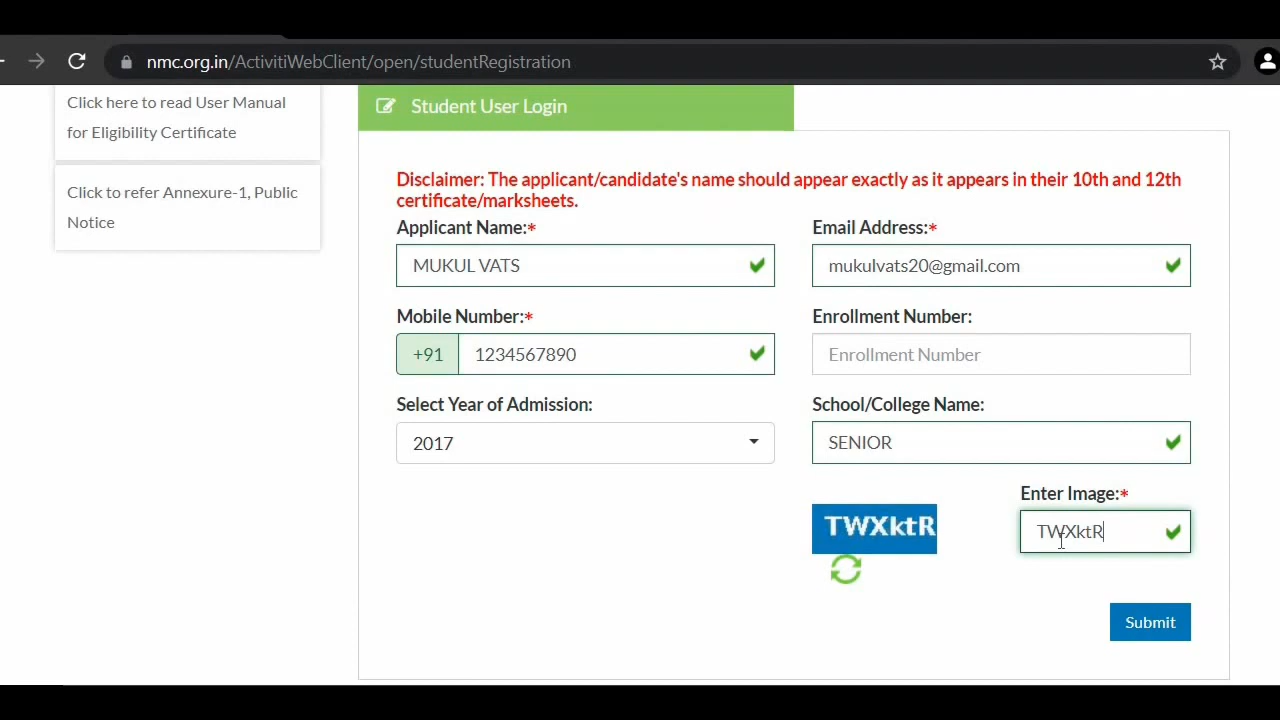 nmc.org.in/ActivitiWebClient/open/studentRegistration
Click here to read User Manual
for Eligibility Certificate
Click to refer Annexure-1, Public
Notice
Student User Login
Disclaimer: The applicant/candidate's name should appear exactly as it appears in their 10th and 12th
certificate/marksheets.
Applicant Name:*
MUKUL VATS
Email Address:*
mukulvats20@gmail.com
Mobile Number:*
+91 1234567890
Enrollment Number:
Enrollment Number
Select Year of Admission:
2017
School/College Name:
SENIOR
TWXktR
Enter Image:*
TWXktR
Submit